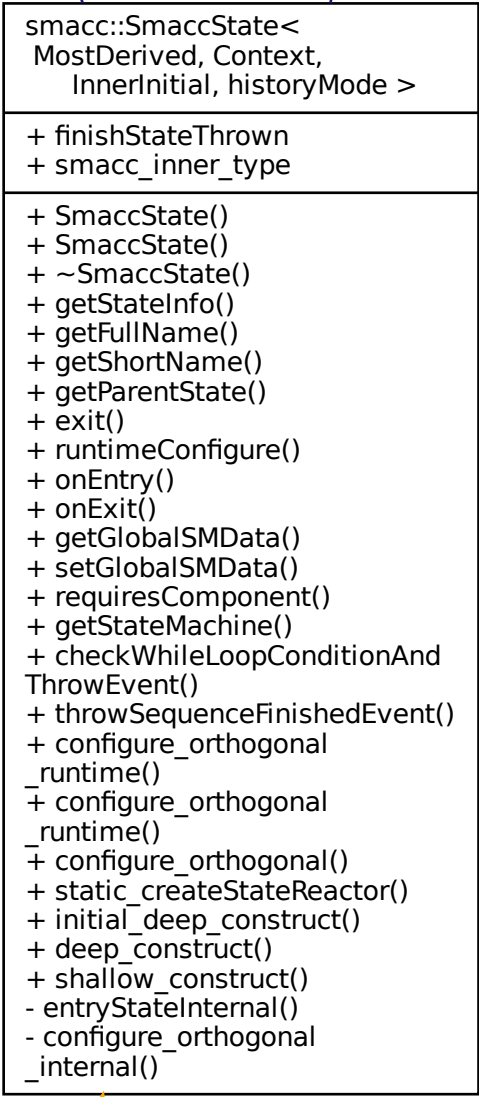 smacc::SmaccState<
MostDerived, Context,
InnerInitial, historyMode >
+ finishStateThrown
+ smacc_inner_type
+ SmaccState()
+ SmaccState()
+ ~SmaccState()
+ getStateInfo()
+ getFullName()
+ getShortName()
+ getParentState()
+ exit()
+ runtimeConfigure()
+ onEntry()
+ onExit()
+ getGlobalSMData()
+ setGlobalSMData()
+ requiresComponent()
+ getStateMachine()
+ checkWhileLoopConditionAnd
ThrowEvent()
+ throwSequenceFinishedEvent()
+ configure_orthogonal
_runtime()
+ configure_orthogonal
_runtime()
+ configure_orthogonal()
+ static_createStateReactor()
+ initial_deep_construct()
+ deep_construct()
+ shallow_construct()
- entryStateInternal()
- configure_orthogonal
_internal()